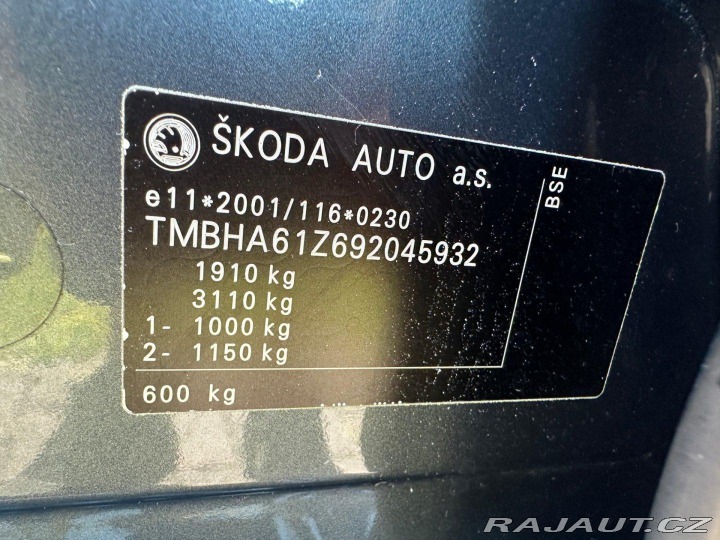 ŠKODA AUTO a.s.
BSE
e11*2001/116*0230
TMBHA61Z692045932
1910 kg
3110 kg
1- 1000 kg
2- 1150 kg
600 kg
RAJAUT.CZ